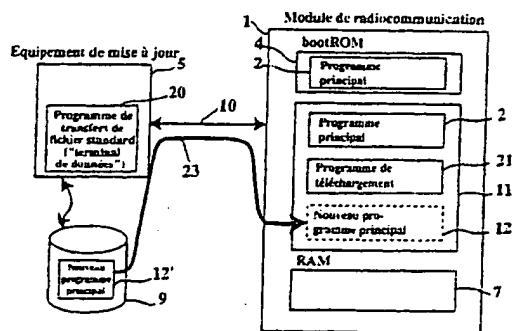 Module de radiocommunication
1
bootROM
4
2
Programme
principal
Equipement de mise à jour
5
20
Programme de
transfert de
fichier standard
("terminal
de données")
10
23
Programme
principal
2
Programme de
téléchargement
21
11
Nouveau pro-
gramme principal
12
RAM
7
Nouveau
programme
principal
12'
9